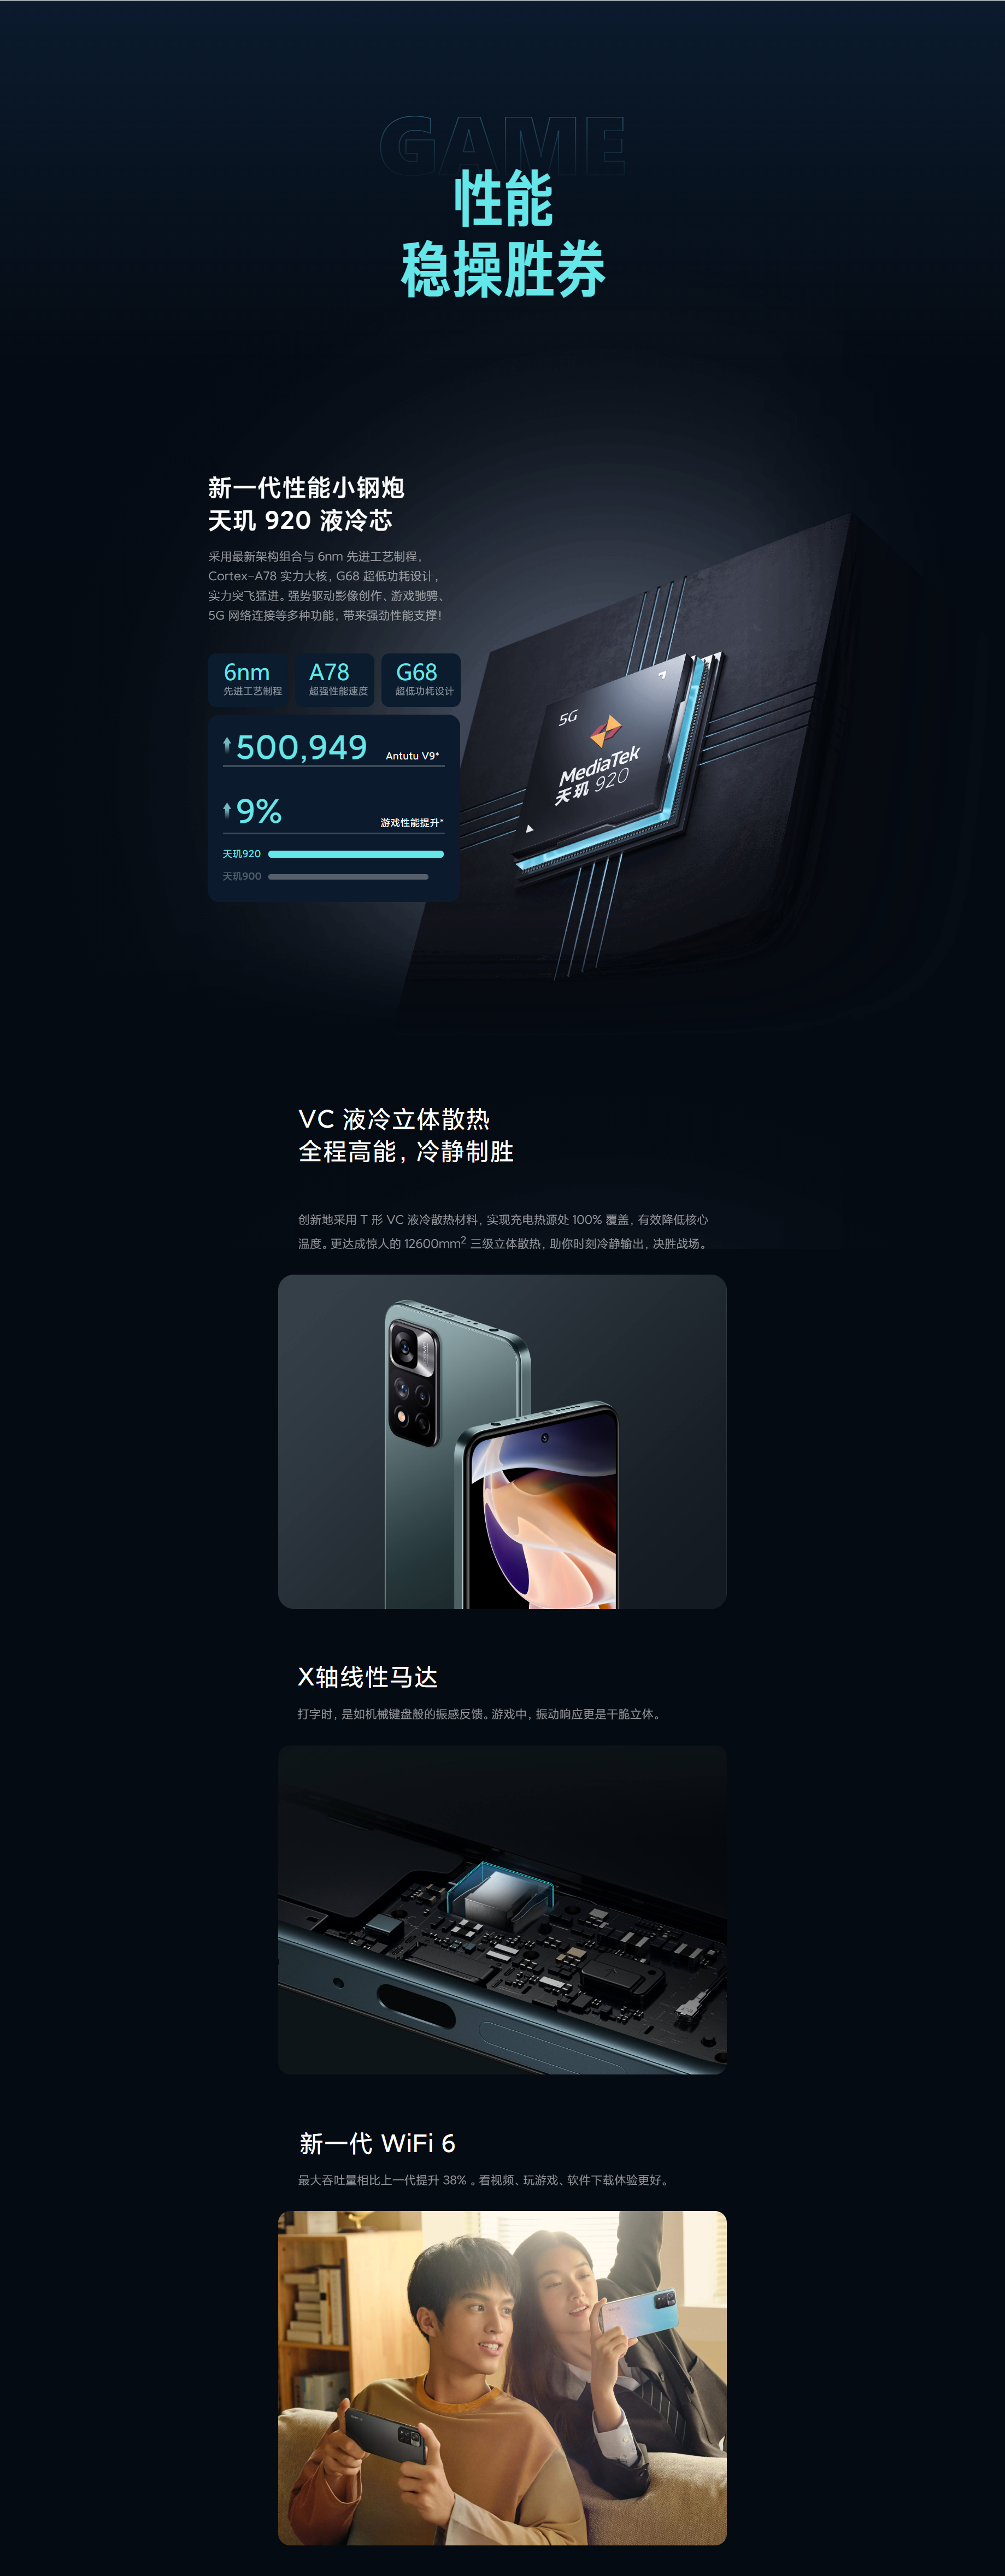 GAME
性能
稳操胜券
新一代性能小钢炮
天玑 920 液冷芯
采用最新架构组合与 6nm 先进工艺制程，
Cortex-A78 实力大核，G68 超低功耗设计，
实力突飞猛进。强势驱动影像创作、游戏驰骋、
5G 网络连接等多种功能，带来强劲性能支撑！
6nm
先进工艺制程
A78
超强性能速度
G68
超低功耗设计
500,949
Antutu V9*
9%
游戏性能提升*
天玑920
天玑900
5G
MediaTek
天玑 920
VC 液冷立体散热
全程高能，冷静制胜
创新地采用 T 形 VC 液冷散热材料，实现充电热源处 100% 覆盖，有效降低核心
温度。更达成惊人的 12600mm² 三级立体散热，助你时刻冷静输出，决胜战场。
X轴线性马达
打字时，是如机械键盘般的振感反馈。游戏中，振动响应更是干脆立体。
新一代 WiFi 6
最大吞吐量相比上一代提升 38% 。看视频、玩游戏、软件下载体验更好。